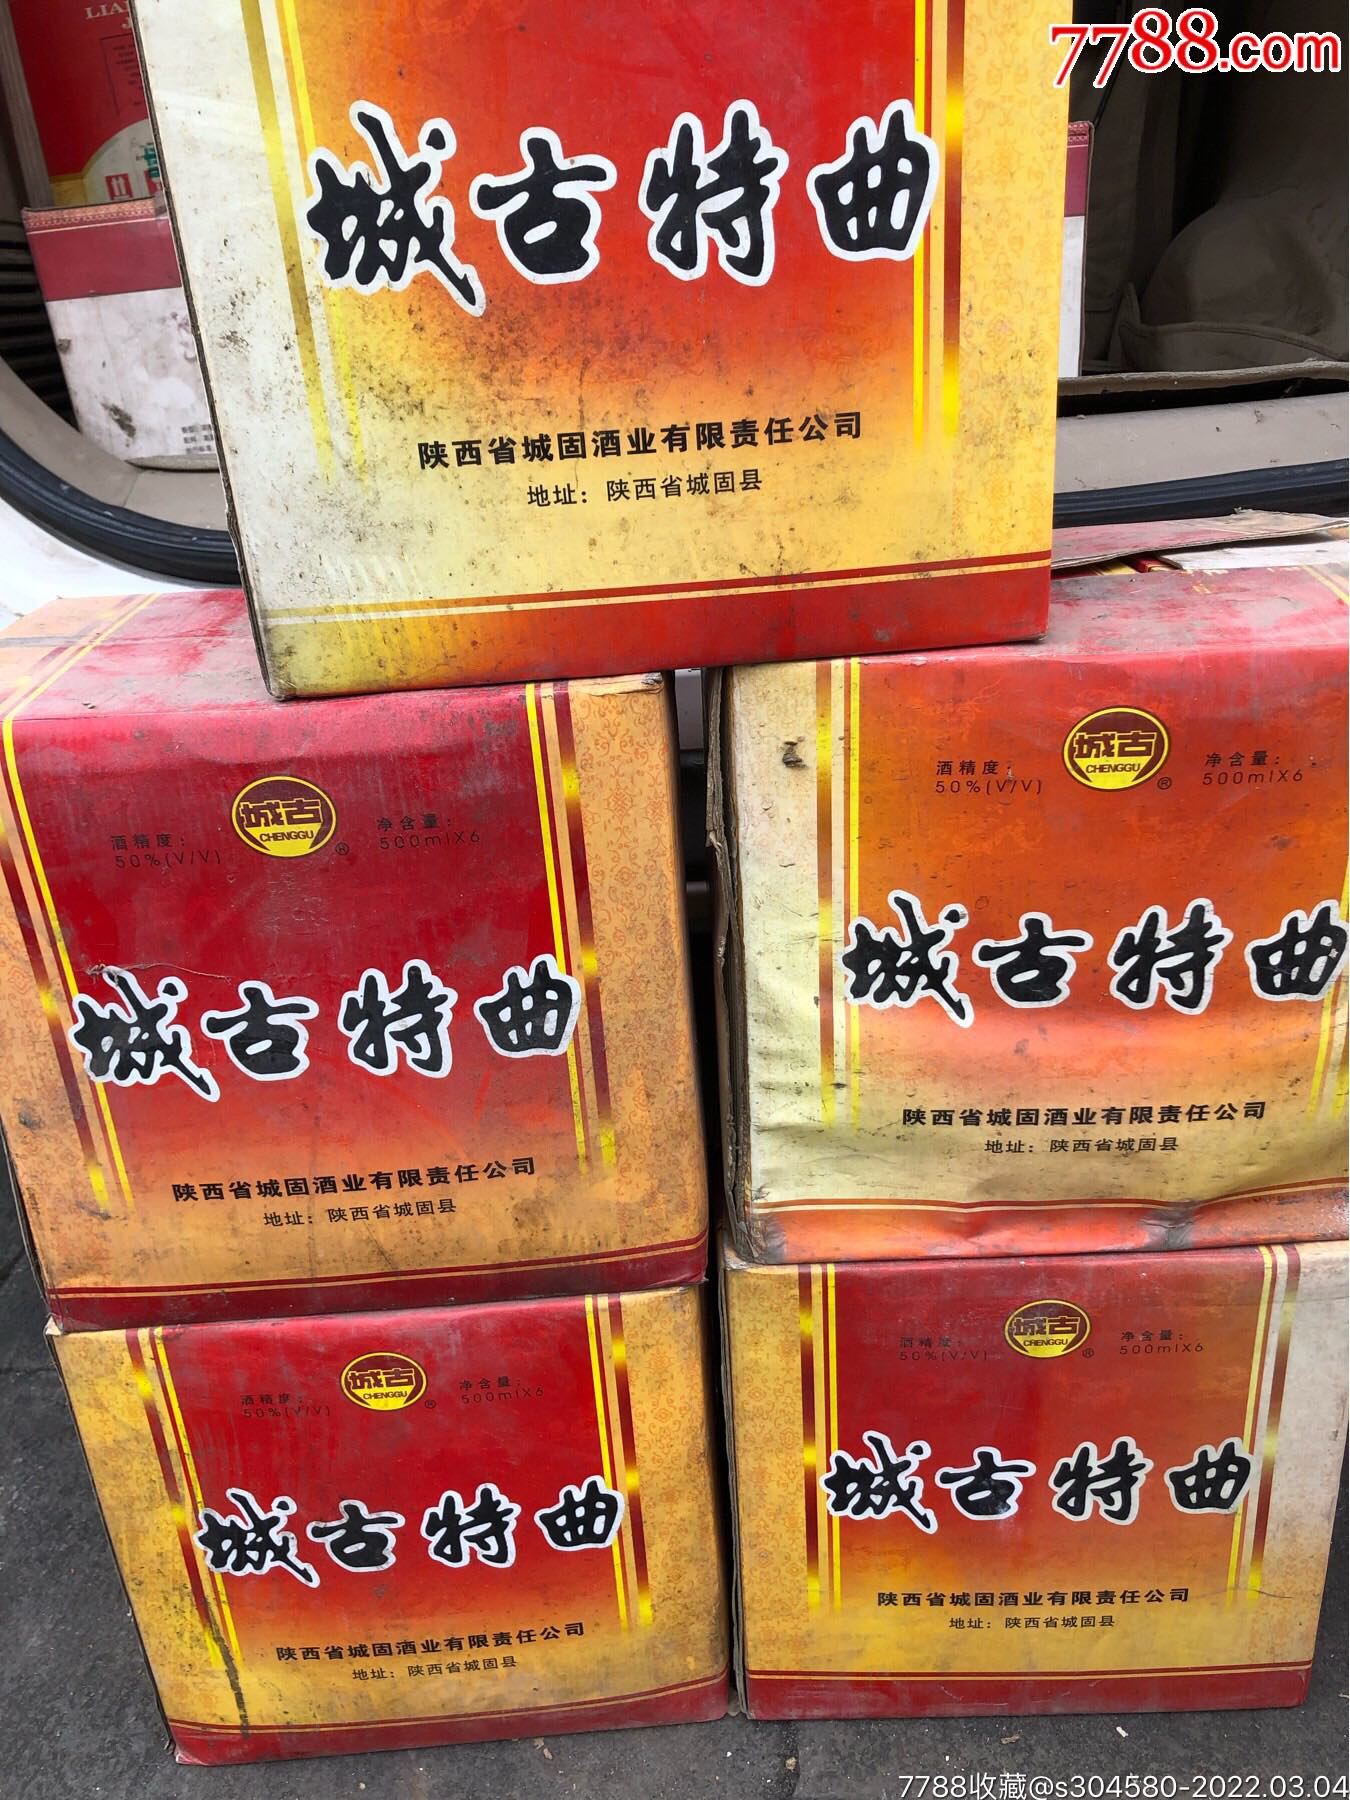 7788.com
LIA
城古特曲
陕西省城固酒业有限责任公司
地址：陕西省城固县
城古
CHENGGU
®
酒精度：
50%(V/V)
净含量：
500mlX6
城古特曲
陕西省城固酒业有限责任公司
地址：陕西省城固县
城古
CHENGGU
®
酒精度：
50%(V/V)
净含量：
500mlX6
城古特曲
陕西省城固酒业有限责任公司
地址：陕西省城固县
城古
CHENGGU
®
酒精度：
50%(V/V)
净含量：
500mlX6
城古特曲
陕西省城固酒业有限责任公司
地址：陕西省城固县
城古
CHENGGU
®
酒精度：
50%(V/V)
净含量：
500mlX6
城古特曲
陕西省城固酒业有限责任公司
地址：陕西省城固县
7788收藏@s304580-2022.03.04